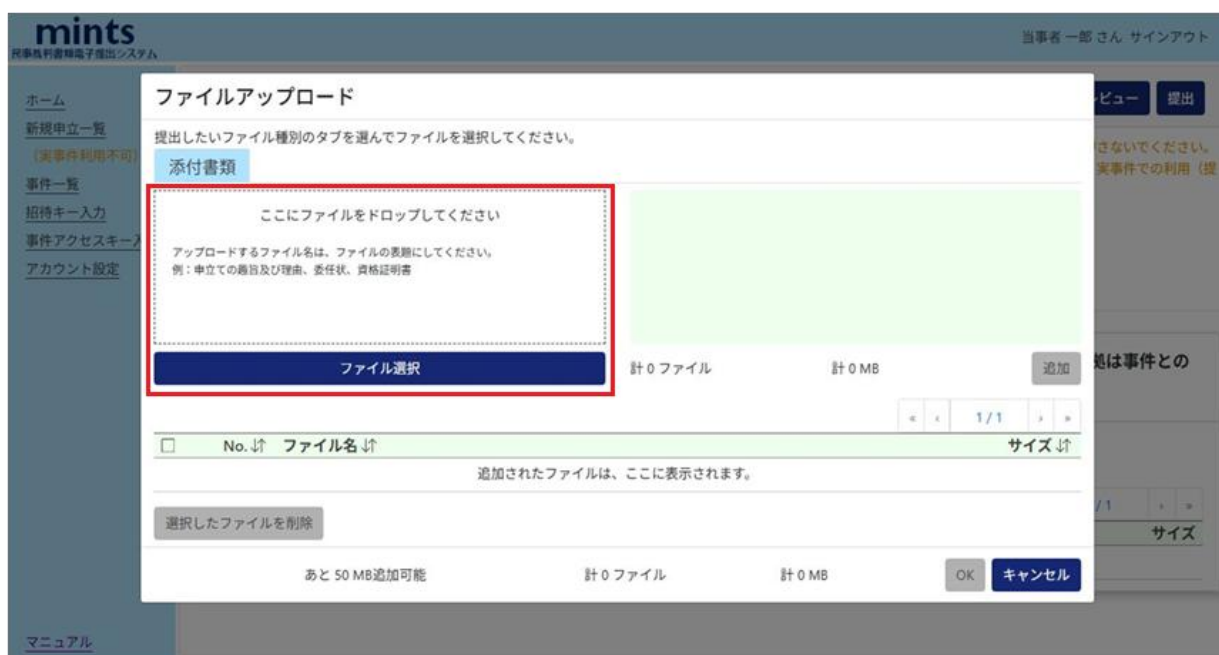 mints
民事裁判書類電子提出システム
当事者 一郎 さん サインアウト
ホーム
新規申立一覧
(実事件利用不可)
事件一覧
招待キー入力
事件アクセスキー入
アカウント設定
マニュアル
ビュー
提出
さないでください。
実事件での利用（提
処は事件との
/ 1 › »
サイズ
ファイルアップロード
提出したいファイル種別のタブを選んでファイルを選択してください。
添付書類
ここにファイルをドロップしてください
アップロードするファイル名は、ファイルの表題にしてください。
例：申立ての趣旨及び理由、委任状、資格証明書
ファイル選択
計 0 ファイル 計 0 MB 追加
« ‹ 1 / 1 › »
No. ↓↑ ファイル名 ↓↑ サイズ ↓↑
追加されたファイルは、ここに表示されます。
選択したファイルを削除
あと 50 MB追加可能 計 0 ファイル 計 0 MB OK キャンセル